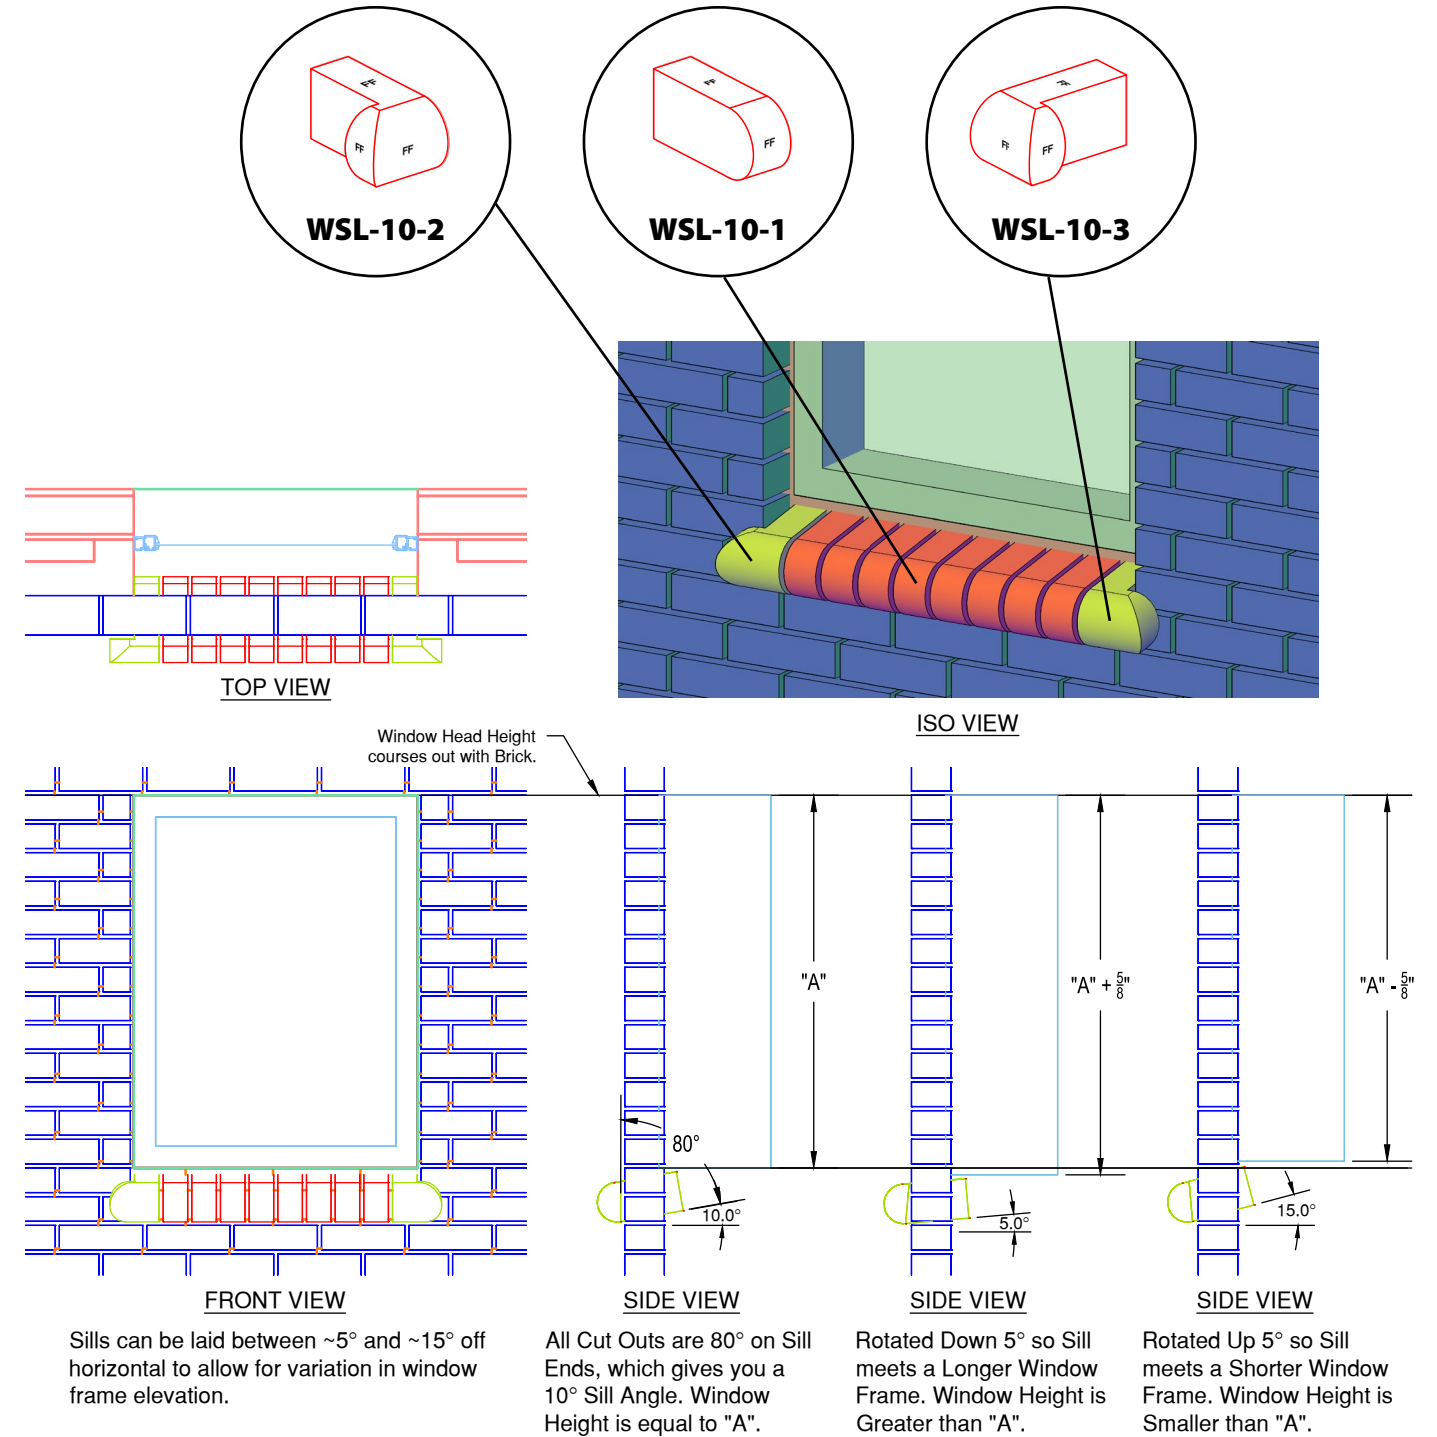 FF
FF
FF
WSL-10-2
FF
FF
WSL-10-1
FF
FF
FF
WSL-10-3
TOP VIEW
ISO VIEW
Window Head Height
courses out with Brick.
"A"
"A" + 5/8"
"A" - 5/8"
80°
10.0°
5.0°
15.0°
FRONT VIEW
Sills can be laid between ~5° and ~15° off
horizontal to allow for variation in window
frame elevation.
SIDE VIEW
All Cut Outs are 80° on Sill
Ends, which gives you a
10° Sill Angle. Window
Height is equal to "A".
SIDE VIEW
Rotated Down 5° so Sill
meets a Longer Window
Frame. Window Height is
Greater than "A".
SIDE VIEW
Rotated Up 5° so Sill
meets a Shorter Window
Frame. Window Height is
Smaller than "A".